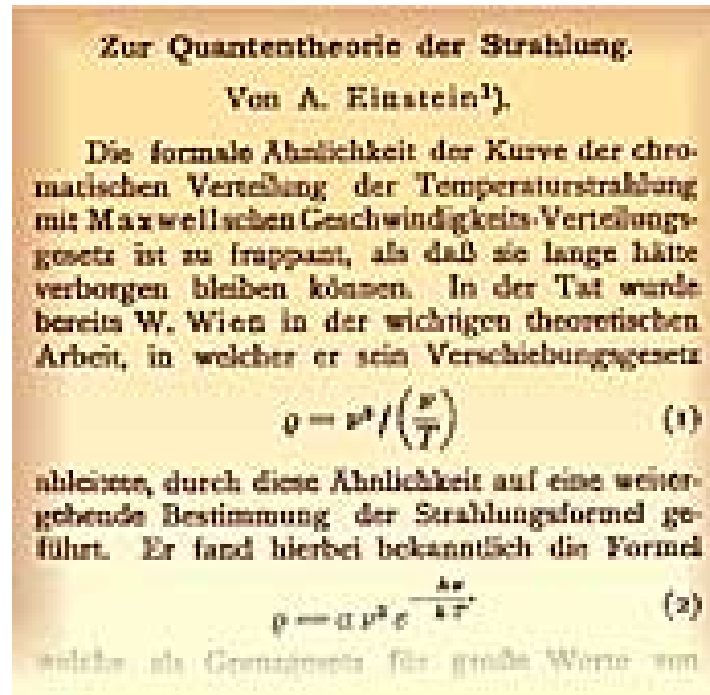 Zur Quantentheorie der Strahlung.
Von A. Einstein¹).
Die formale Ähnlichkeit der Kurve der chro-
matischen Verteilung der Temperaturstrahlung
mit Maxwellschen Geschwindigkeits-Verteilungs-
gesetz ist zu frappant, als daß sie lange hätte
verborgen bleiben können. In der Tat wurde
bereits W. Wien in der wichtigen theoretischen
Arbeit, in welcher er sein Verschiebungsgesetz
ϱ = ν³ f(ν/T) (1)
ableitete, durch diese Ähnlichkeit auf eine weiter-
gehende Bestimmung der Strahlungsformel ge-
führt. Er fand hierbei bekanntlich die Formel
ϱ = α ν³ e^(−hν/kT) (2)
welche als Grenzgesetz für große Werte von